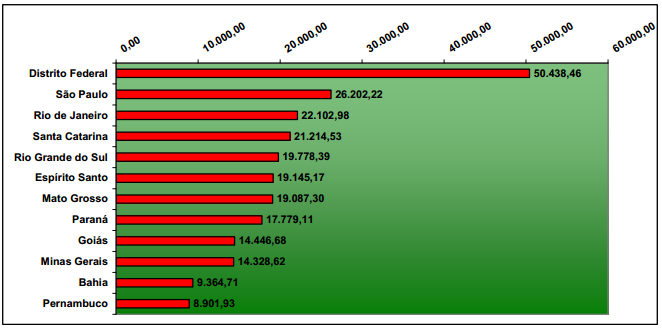 0,00 10.000,00 20.000,00 30.000,00 40.000,00 50.000,00 60.000,00
Distrito Federal 50.438,46
São Paulo 26.202,22
Rio de Janeiro 22.102,98
Santa Catarina 21.214,53
Rio Grande do Sul 19.778,39
Espírito Santo 19.145,17
Mato Grosso 19.087,30
Paraná 17.779,11
Goiás 14.446,68
Minas Gerais 14.328,62
Bahia 9.364,71
Pernambuco 8.901,93